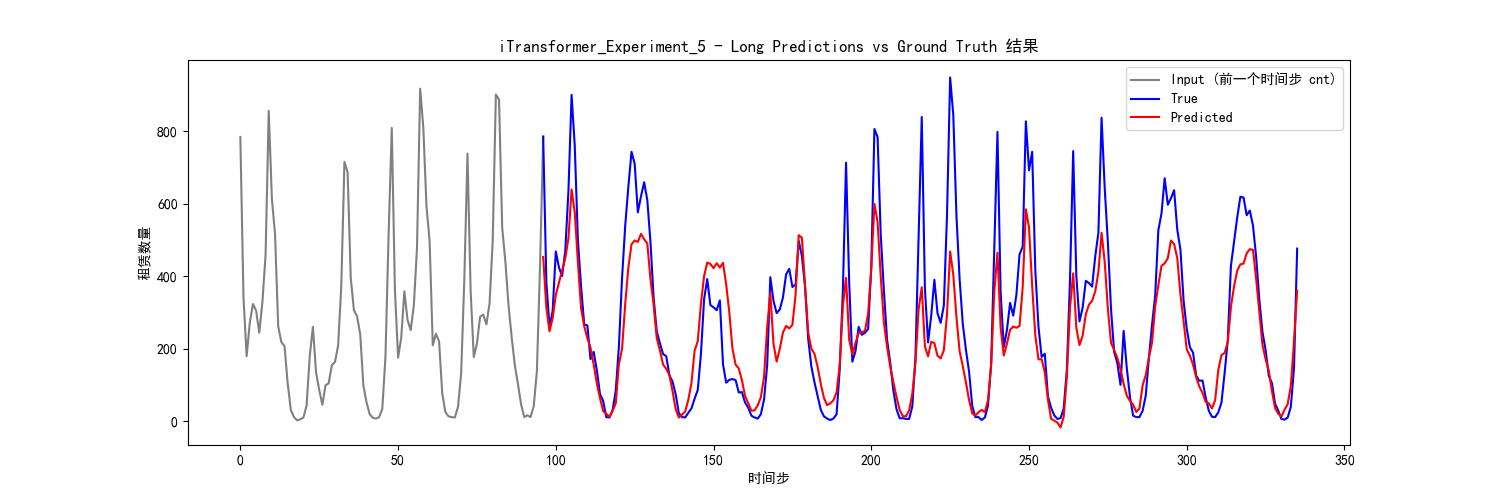 iTransformer_Experiment_5 - Long Predictions vs Ground Truth 结果
Input (前一个时间步 cnt)
True
Predicted
租赁数量
800
600
400
200
0
0
50
100
150
200
250
300
350
时间步